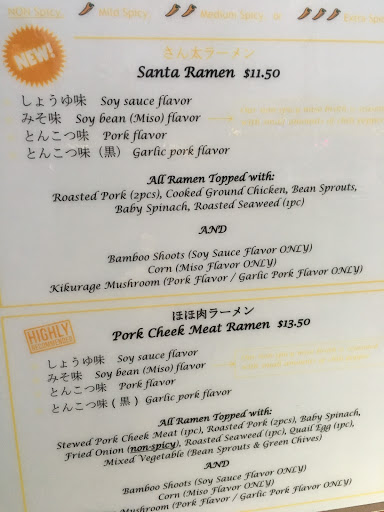 NON Spicy Mild Spicy Medium Spicy or Extra Spicy
NEW!
さん太ラーメン
Santa Ramen $11.50
しょうゆ味 Soy sauce flavor
みそ味 Soy bean (Miso) flavor
とんこつ味 Pork flavor
とんこつ味（黒） Garlic pork flavor
All Ramen Topped with:
Roasted Pork (2pcs), Cooked Ground Chicken, Bean Sprouts,
Baby Spinach, Roasted Seaweed (1pc)
AND
Bamboo Shoots (Soy Sauce Flavor ONLY)
Corn (Miso Flavor ONLY)
Kikurage Mushroom (Pork Flavor / Garlic Pork Flavor ONLY)
HIGHLY
RECOMMENDED
ほほ肉ラーメン
Pork Cheek Meat Ramen $13.50
しょうゆ味 Soy sauce flavor
みそ味 Soy bean (Miso) flavor
とんこつ味 Pork flavor
とんこつ味 ( 黒 ) Garlic pork flavor
All Ramen Topped with:
Stewed Pork Cheek Meat (1pc), Roasted Pork (2pcs), Baby Spinach,
Fried Onion (non-spicy), Roasted Seaweed (1pc), Quail Egg (1pc),
Mixed Vegetable (Bean Sprouts & Green Chives)
AND
Bamboo Shoots (Soy Sauce Flavor ONLY)
Corn (Miso Flavor ONLY)
Mushroom (Pork Flavor / Garlic Pork Flavor ONLY)